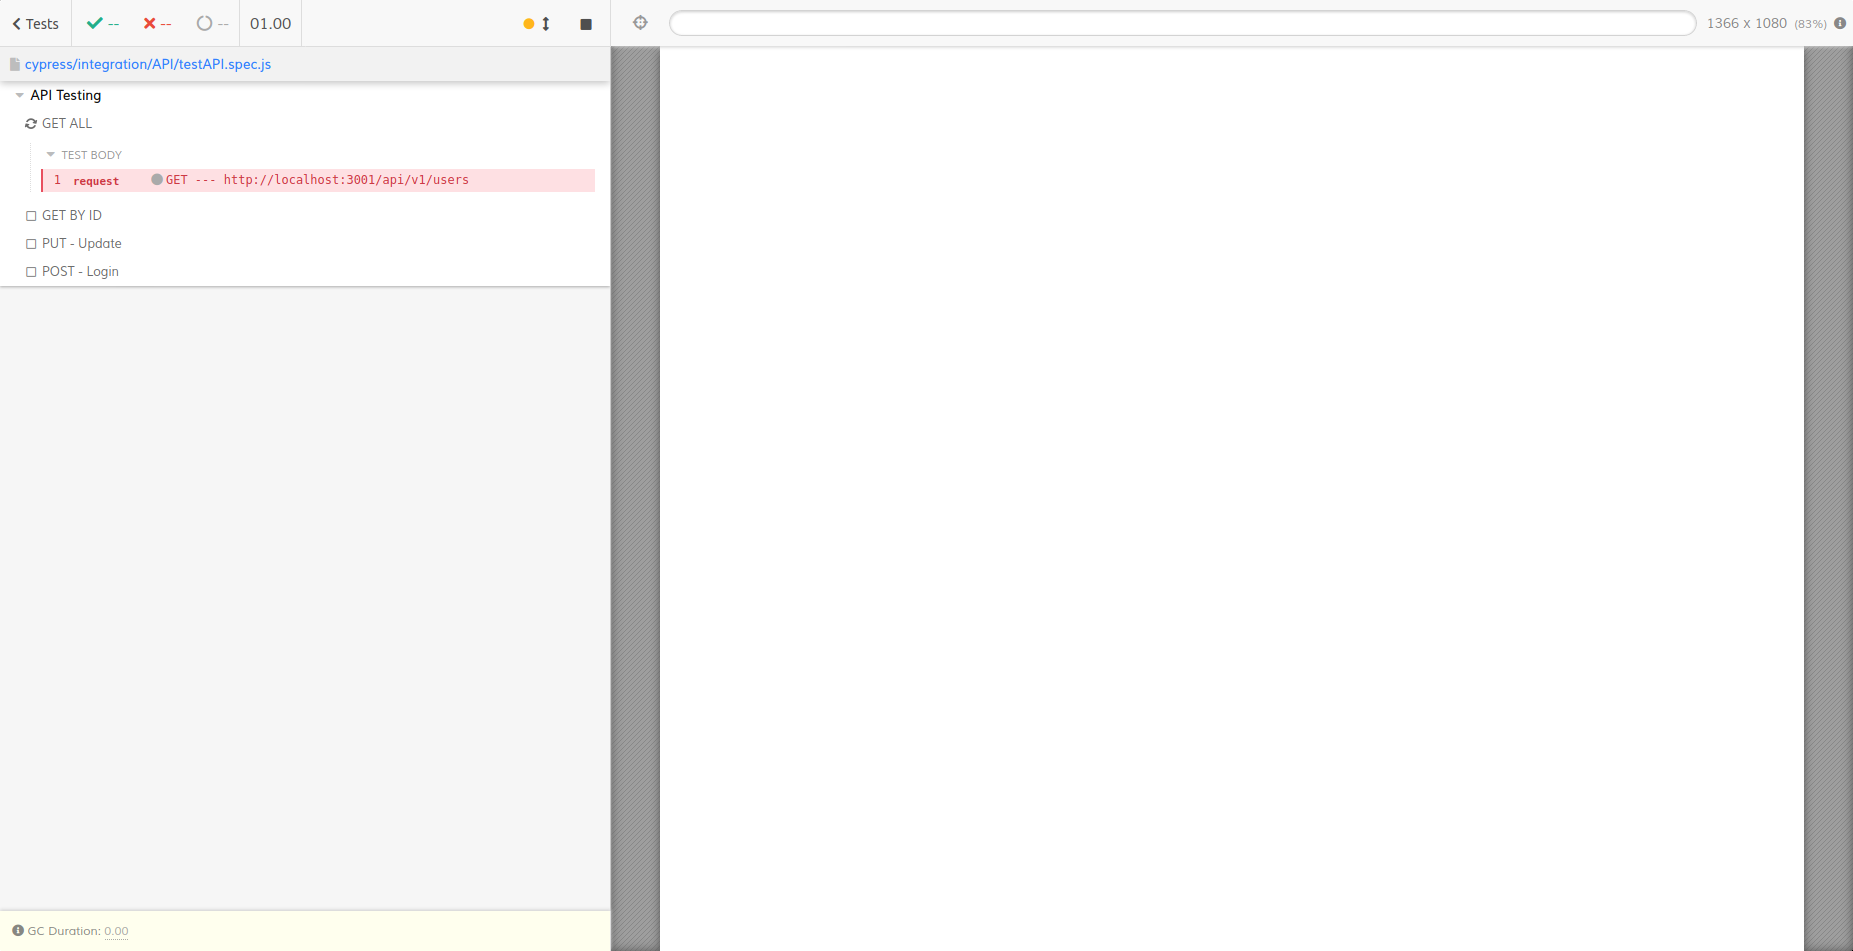 Tests -- -- -- 01.00 1366 x 1080 (83%)
cypress/integration/API/testAPI.spec.js
API Testing
GET ALL
TEST BODY
1 request GET --- http://localhost:3001/api/v1/users
GET BY ID
PUT - Update
POST - Login
GC Duration: 0.00